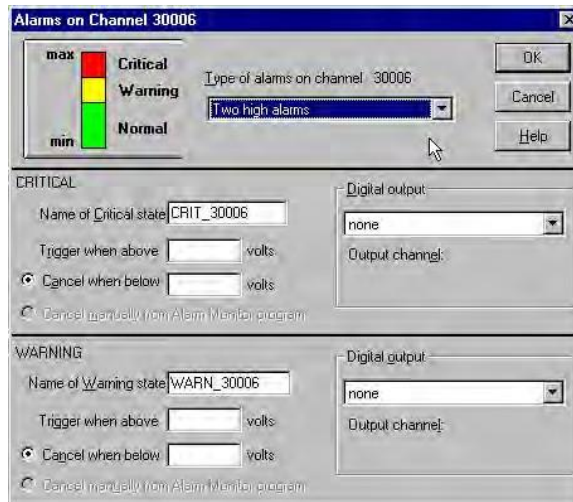 Alarms on Channel 30006
max
Critical
Warning
Normal
min
Type of alarms on channel 30006
Two high alarms
OK
Cancel
Help
CRITICAL
Name of Critical state CRIT_30006
Trigger when above volts
Cancel when below volts
Cancel manually from Alarm Monitor program
Digital output
none
Output channel:
WARNING
Name of Warning state WARN_30006
Trigger when above volts
Cancel when below volts
Cancel manually from Alarm Monitor program
Digital output
none
Output channel: